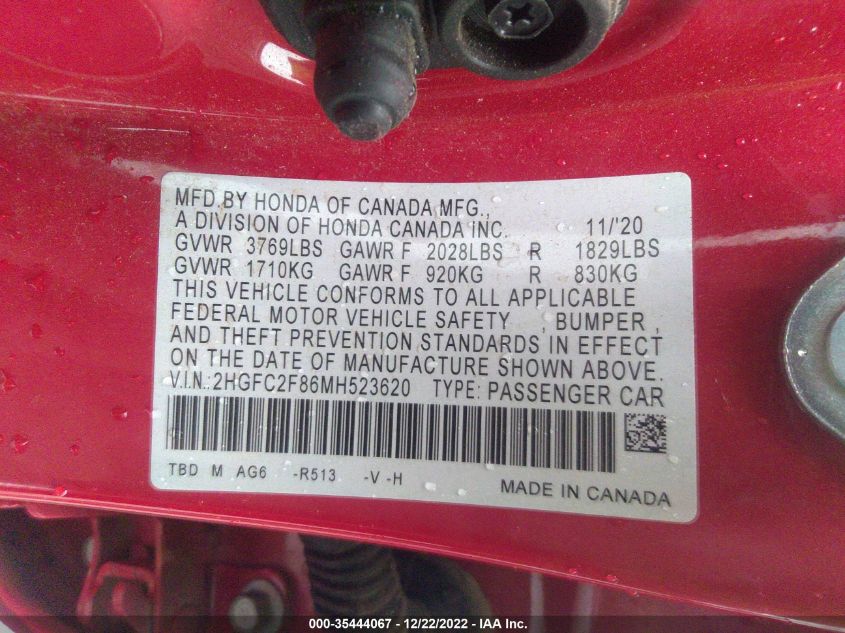 MFD.BY HONDA OF CANADA MFG.,
A DIVISION OF HONDA CANADA INC. 11/'20
GVWR 3769LBS GAWR F 2028LBS R 1829LBS
GVWR 1710KG GAWR F 920KG R 830KG
THIS VEHICLE CONFORMS TO ALL APPLICABLE
FEDERAL MOTOR VEHICLE SAFETY , BUMPER ,
AND THEFT PREVENTION STANDARDS IN EFFECT
ON THE DATE OF MANUFACTURE SHOWN ABOVE.
V.I.N.:2HGFC2F86MH523620 TYPE: PASSENGER CAR
TBD M AG6 -R513 -V -H
MADE IN CANADA
000-35444067 - 12/22/2022 - IAA Inc.